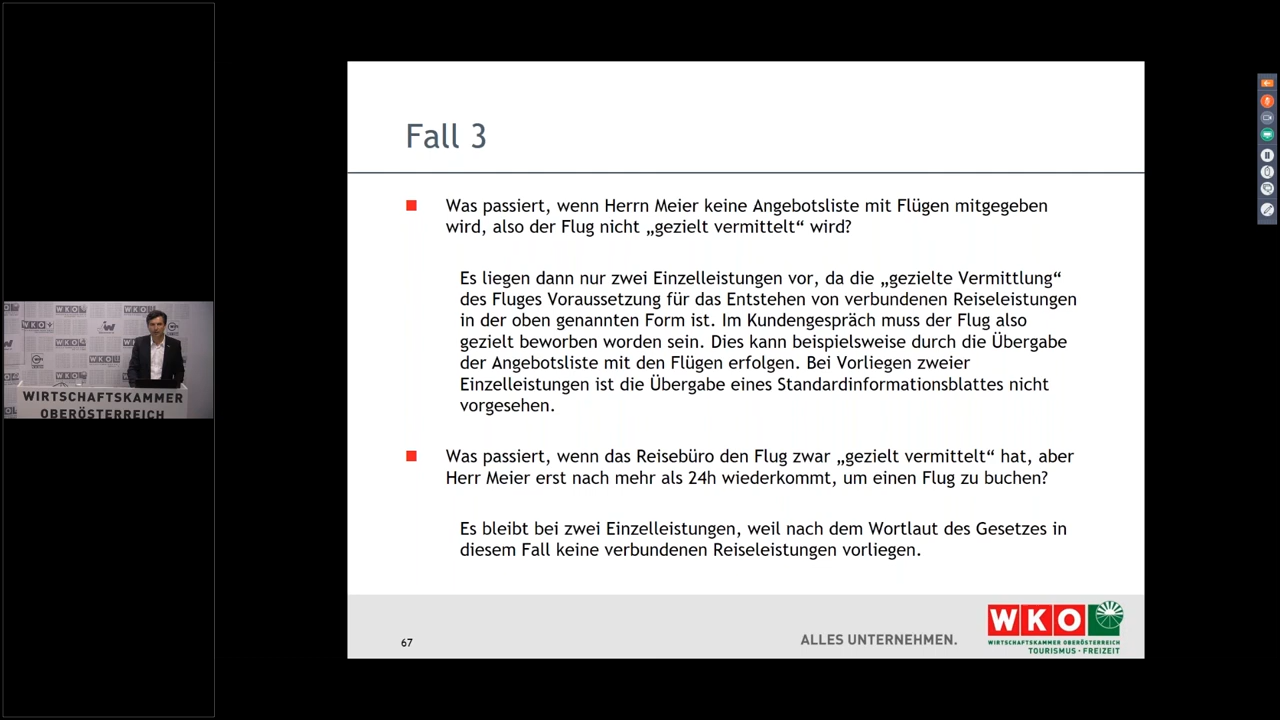 Fall 3
Was passiert, wenn Herrn Meier keine Angebotsliste mit Flügen mitgegeben
wird, also der Flug nicht „gezielt vermittelt“ wird?
Es liegen dann nur zwei Einzelleistungen vor, da die „gezielte Vermittlung“
des Fluges Voraussetzung für das Entstehen von verbundenen Reiseleistungen
in der oben genannten Form ist. Im Kundengespräch muss der Flug also
gezielt beworben worden sein. Dies kann beispielsweise durch die Übergabe
der Angebotsliste mit den Flügen erfolgen. Bei Vorliegen zweier
Einzelleistungen ist die Übergabe eines Standardinformationsblattes nicht
vorgesehen.
Was passiert, wenn das Reisebüro den Flug zwar „gezielt vermittelt“ hat, aber
Herr Meier erst nach mehr als 24h wiederkommt, um einen Flug zu buchen?
Es bleibt bei zwei Einzelleistungen, weil nach dem Wortlaut des Gesetzes in
diesem Fall keine verbundenen Reiseleistungen vorliegen.
67
ALLES UNTERNEHMEN.
WKO
WIRTSCHAFTSKAMMER OBERÖSTERREICH
TOURISMUS · FREIZEIT
WKO
WKO
WKO
WIRTSCHAFTSKAMMER
OBERÖSTERREICH